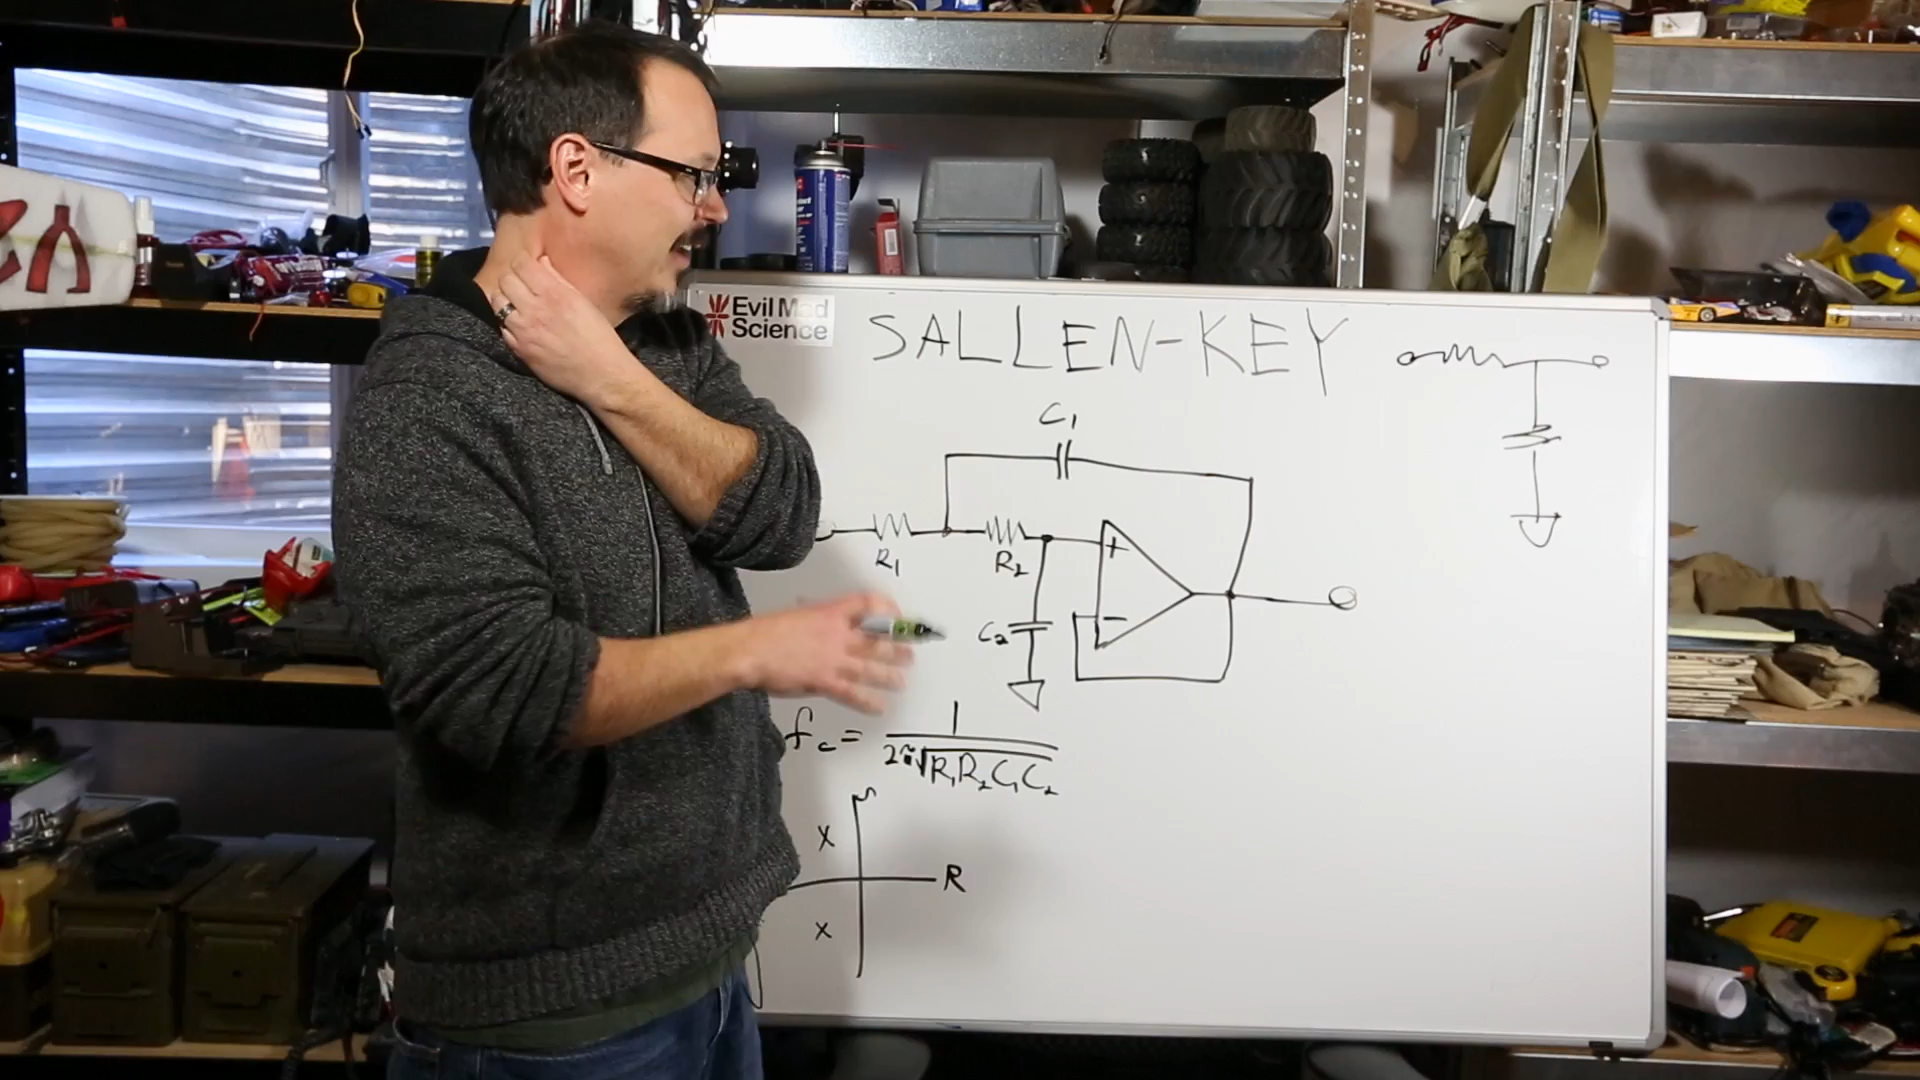 Evil Mad
Science
SALLEN-KEY
C1
R1
R2
+
C2
−
fc = 1
2π√R1R2C1C2
X
R
X